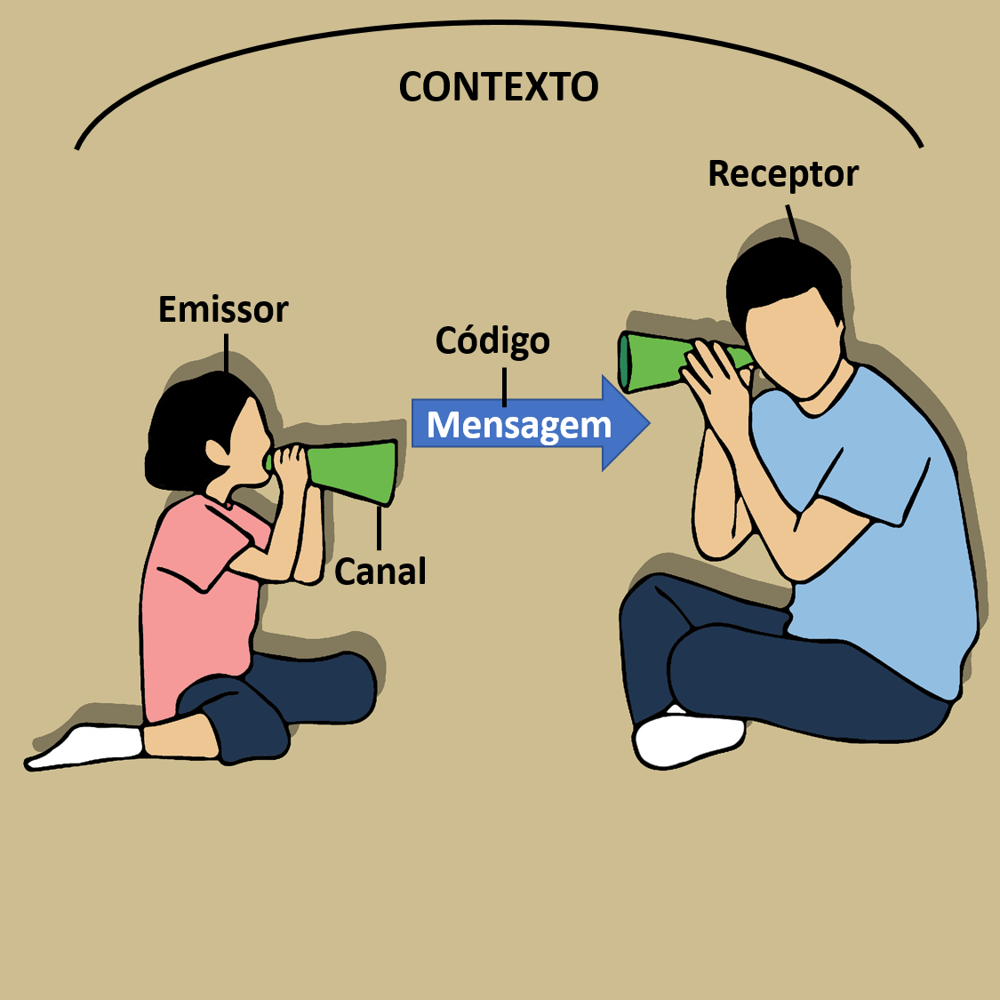 CONTEXTO
Receptor
Emissor
Código
Mensagem
Canal